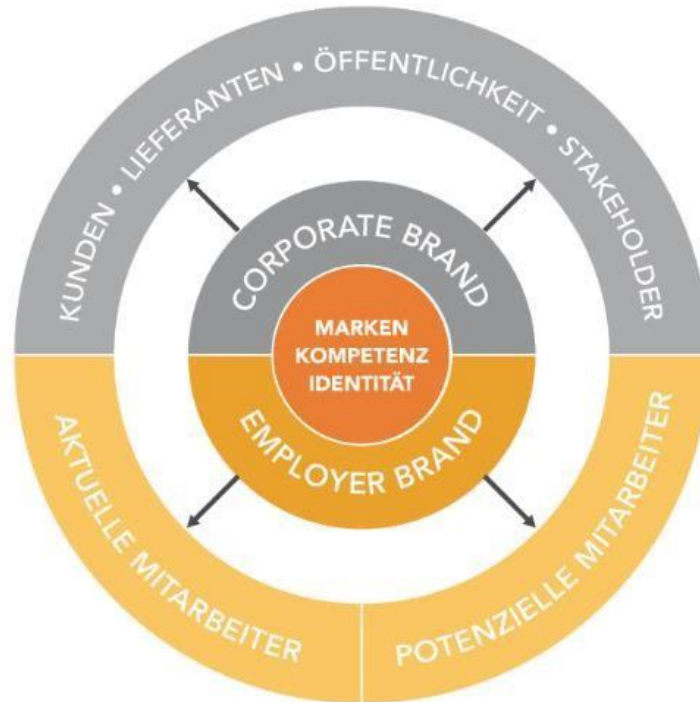 KUNDEN • LIEFERANTEN • ÖFFENTLICHKEIT • STAKEHOLDER
CORPORATE BRAND
MARKEN
KOMPETENZ
IDENTITÄT
EMPLOYER BRAND
AKTUELLE MITARBEITER
POTENZIELLE MITARBEITER